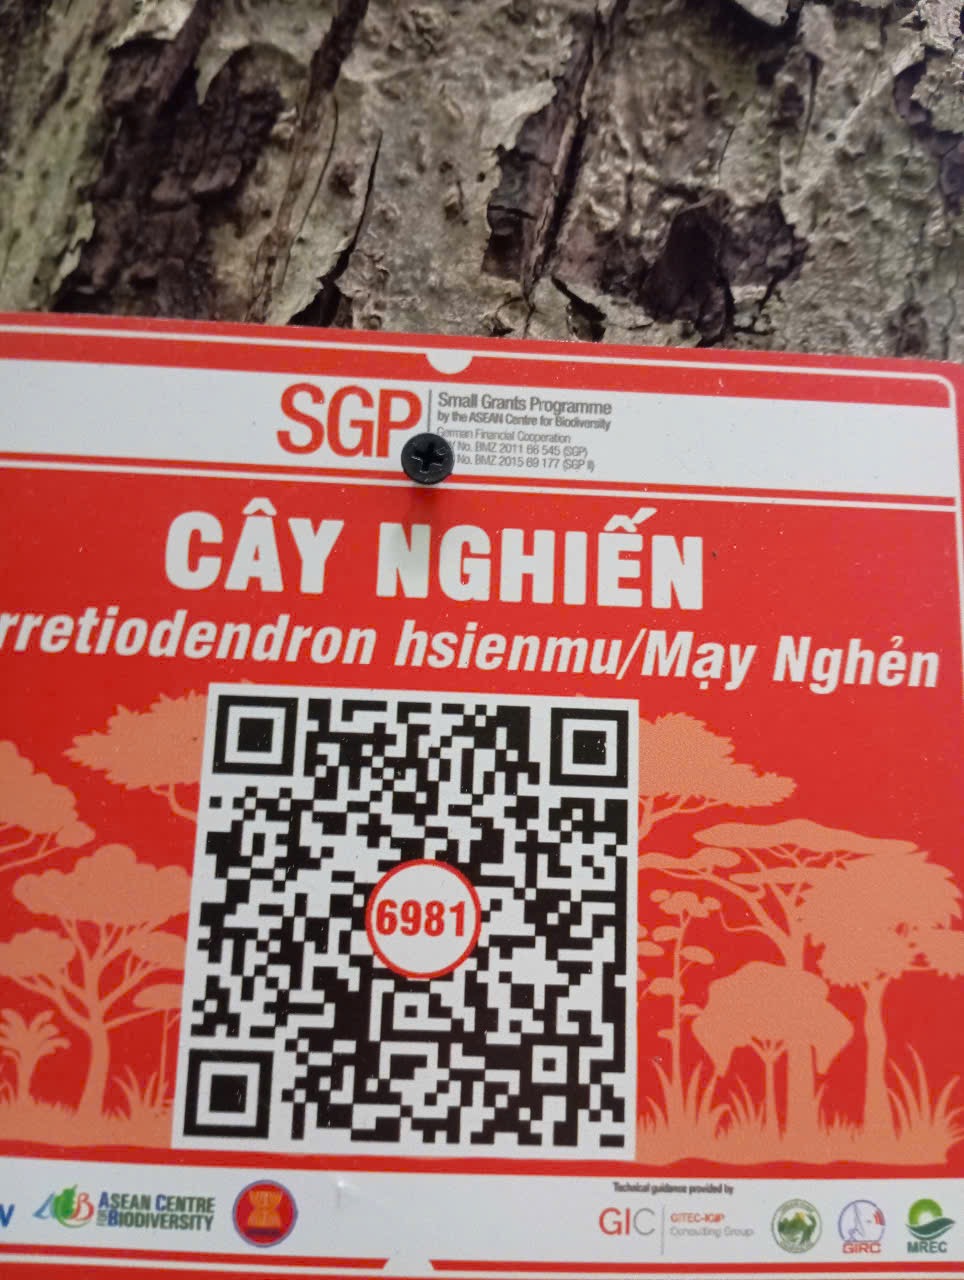 SGP
Small Grants Programme
by the ASEAN Centre for Biodiversity
German Financial Cooperation
No. BMZ 2011 66 545 (SGP)
No. BMZ 2015 69 177 (SGP II)
CÂY NGHIẾN
rretiodendron hsienmu/Mạy Nghẻn
6981
ASEAN CENTRE
FOR BIODIVERSITY
Technical guidance provided by
GIC
GITEC-IGIP
Consulting Group
GIRC
MREC